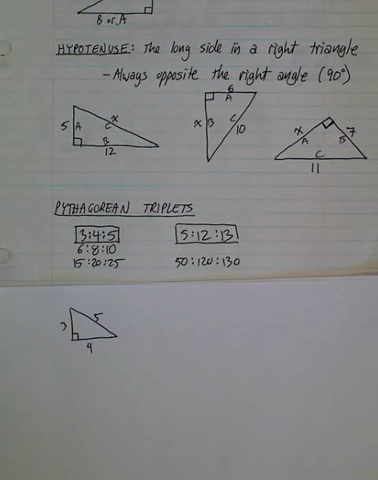 B or A
HYPOTENUSE: The long side in a right triangle
- Always opposite the right angle (90°)
5 A C x B 12
6 A x B C 10
x A 7 B C 11
PYTHAGOREAN TRIPLETS
3:4:5 5:12:13
6:8:10
15:20:25 50:120:130
3 5
4